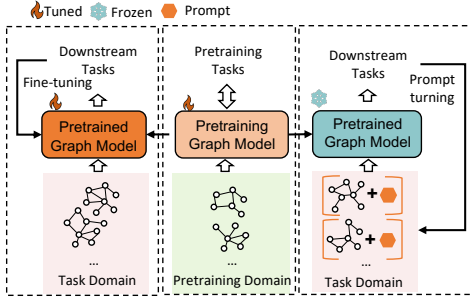 Tuned Frozen Prompt
Downstream
Tasks
Fine-tuning
Pretrained
Graph Model
...
Task Domain
Pretraining
Tasks
Pretraining
Graph Model
...
Pretraining Domain
Downstream
Tasks
Prompt
turning
Pretrained
Graph Model
+
+
...
Task Domain